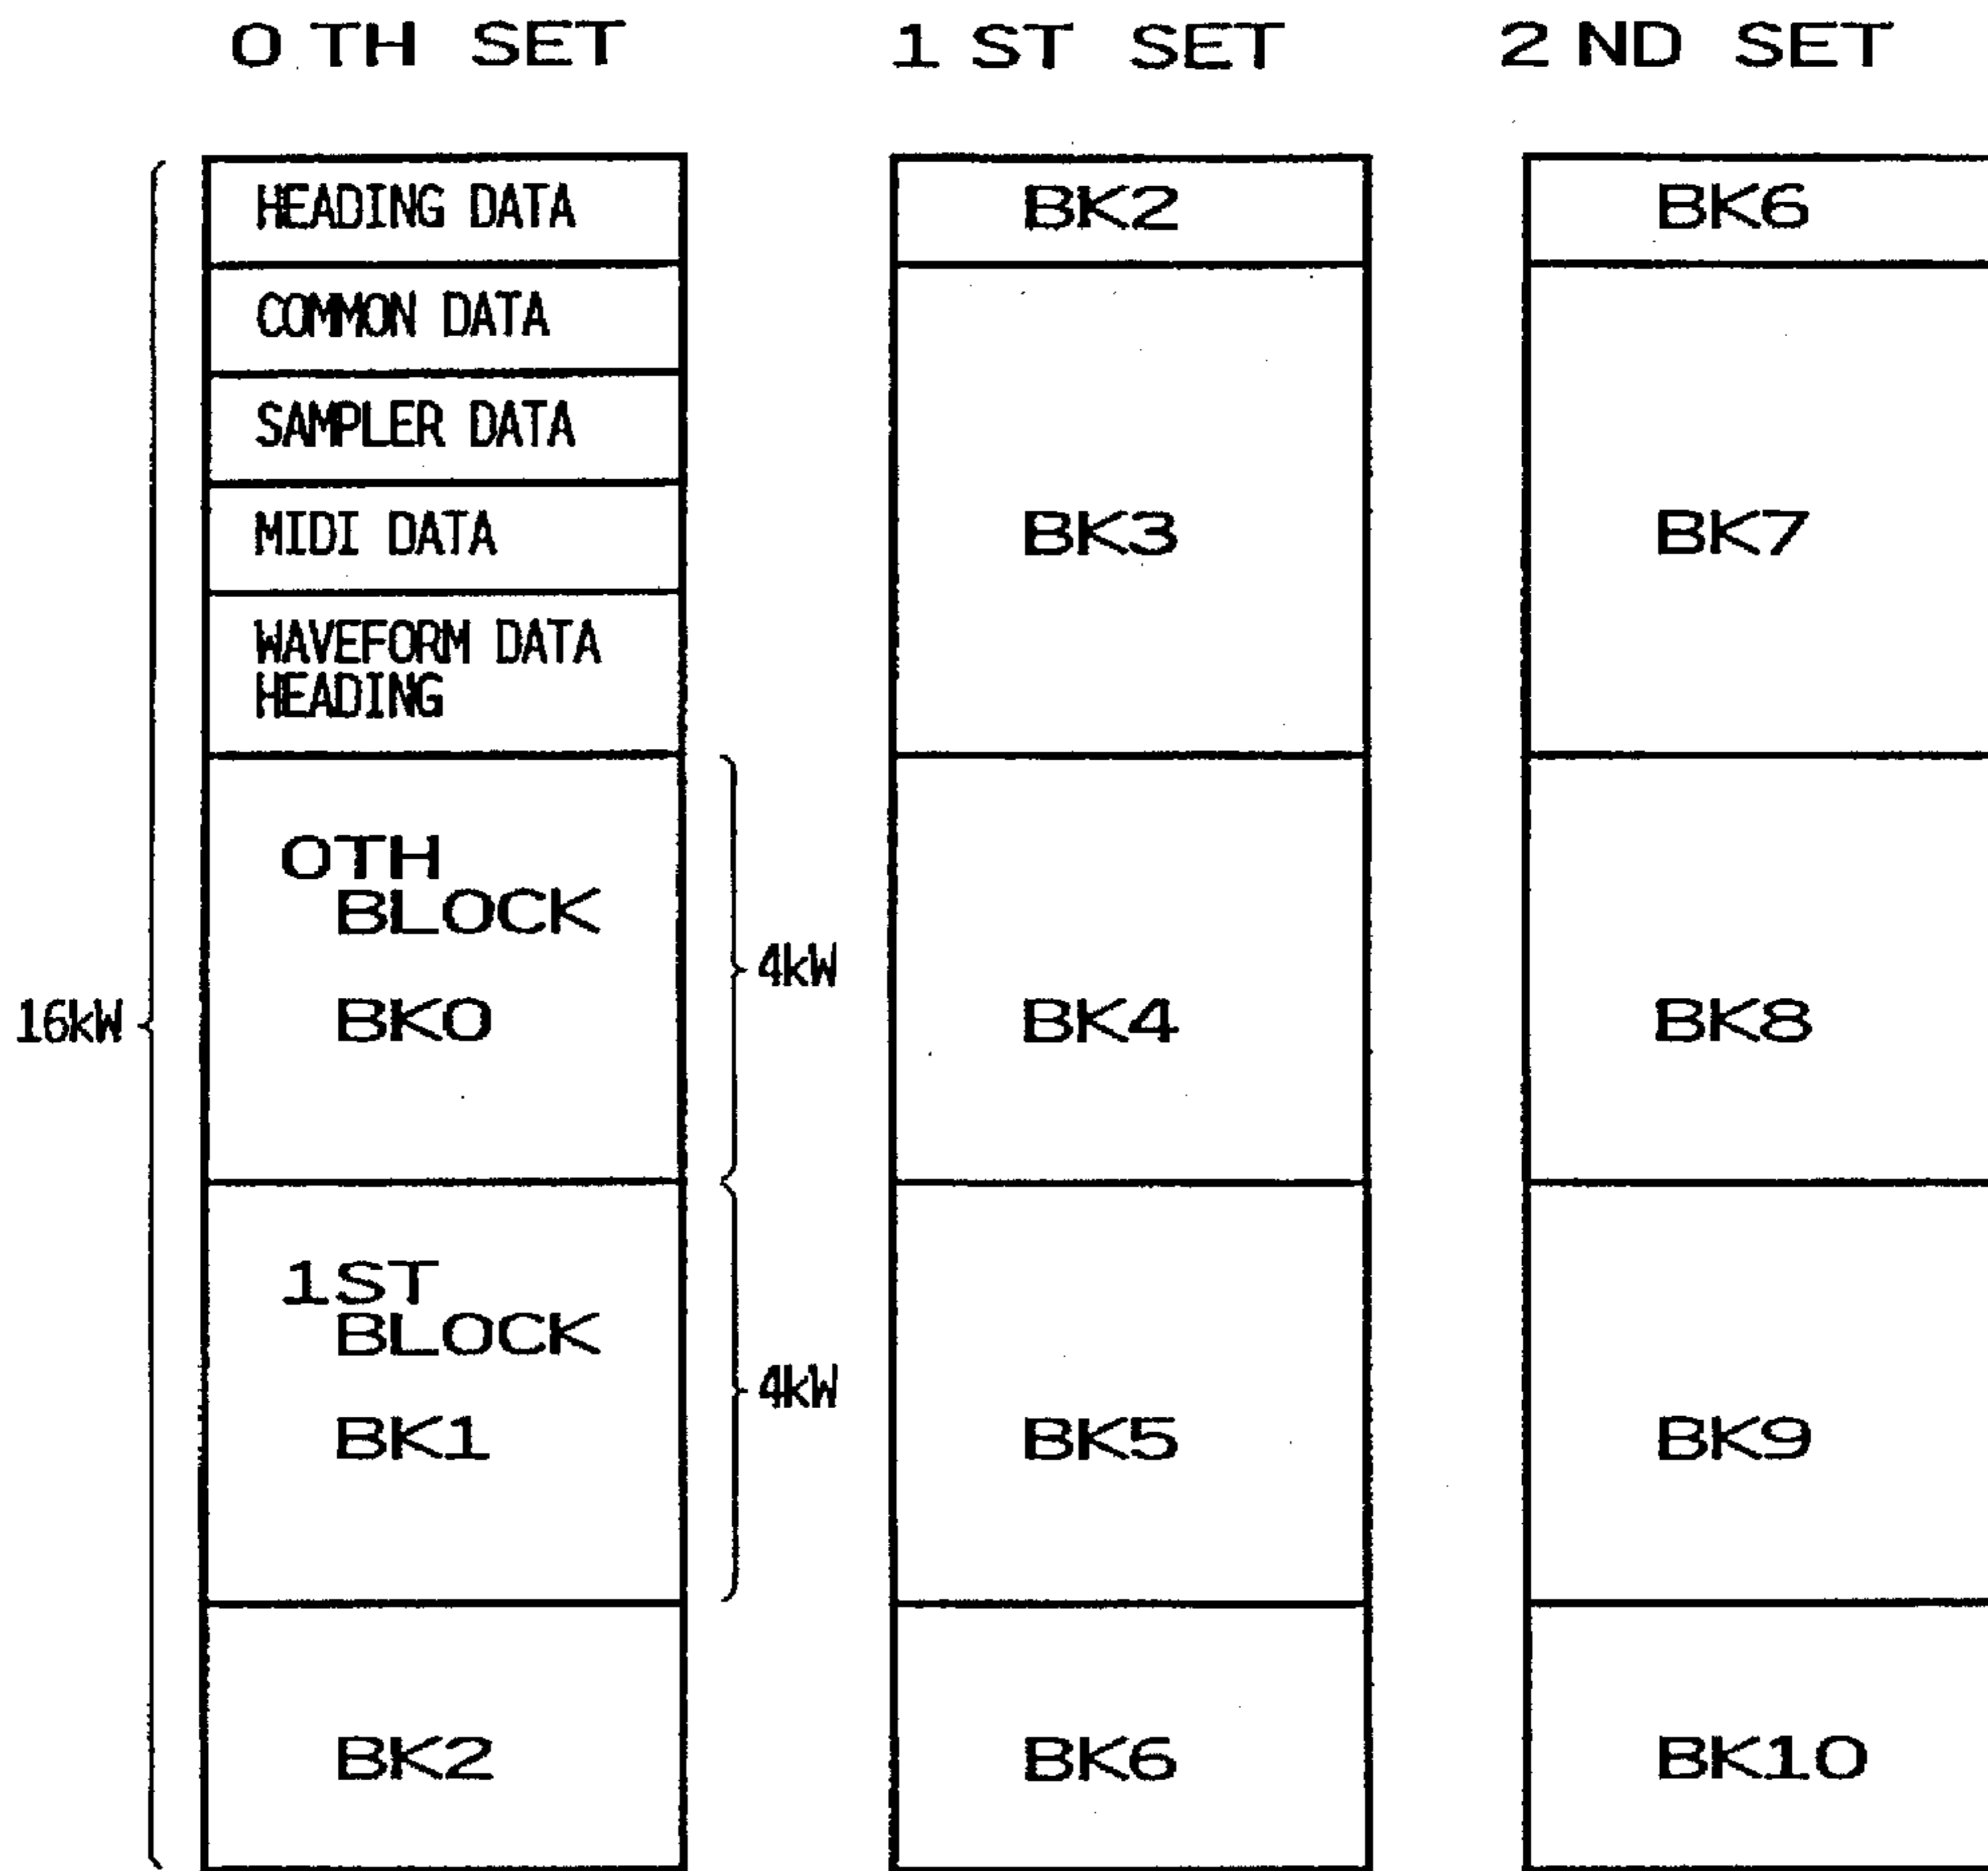 0 TH SET
1 ST SET
2 ND SET
HEADING DATA
COMMON DATA
SAMPLER DATA
MIDI DATA
WAVEFORM DATA
HEADING
0TH
BLOCK
BK0
1ST
BLOCK
BK1
BK2
16kW
4kW
4kW
BK2
BK3
BK4
BK5
BK6
BK6
BK7
BK8
BK9
BK10